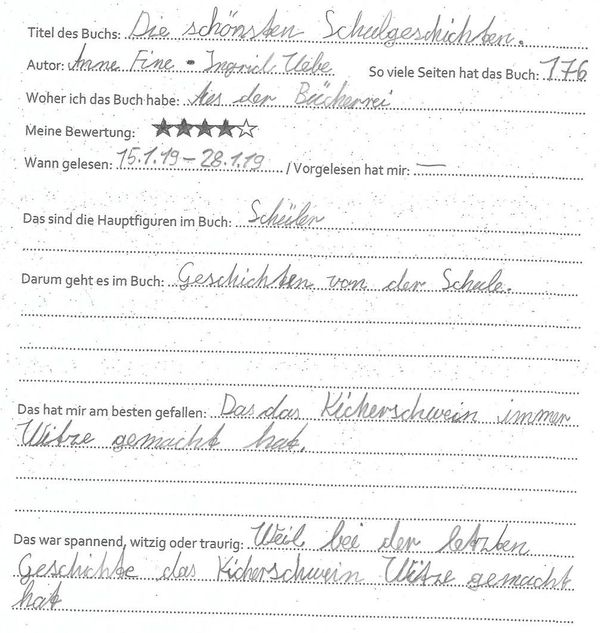 Titel des Buchs: Die schönsten Schulgeschichten.
Autor: Anne Fine - Ingrid Uebe So viele Seiten hat das Buch: 176
Woher ich das Buch habe: Aus der Bücherrei
Meine Bewertung: ★★★★☆
Wann gelesen: 15.1.19 - 28.1.19 / Vorgelesen hat mir: —
Das sind die Hauptfiguren im Buch: Schüler
Darum geht es im Buch: Geschichten von der Schule.
Das hat mir am besten gefallen: Das das Kicherschwein immer
Witze gemacht hat.
Das war spannend, witzig oder traurig: Weil bei der letzten
Geschichte das Kicherschwein Witze gemacht
hat